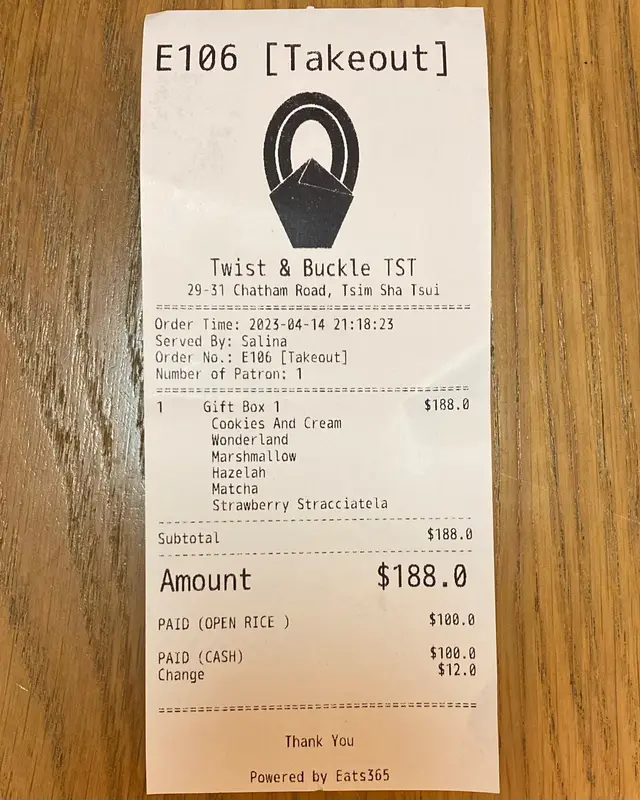 E106 [Takeout]
Twist & Buckle TST
29-31 Chatham Road, Tsim Sha Tsui
Order Time: 2023-04-14 21:18:23
Served By: Salina
Order No.: E106 [Takeout]
Number of Patron: 1
1 Gift Box 1 $188.0
Cookies And Cream
Wonderland
Marshmallow
Hazelah
Matcha
Strawberry Stracciatela
Subtotal $188.0
Amount $188.0
PAID (OPEN RICE ) $100.0
PAID (CASH) $100.0
Change $12.0
Thank You
Powered by Eats365